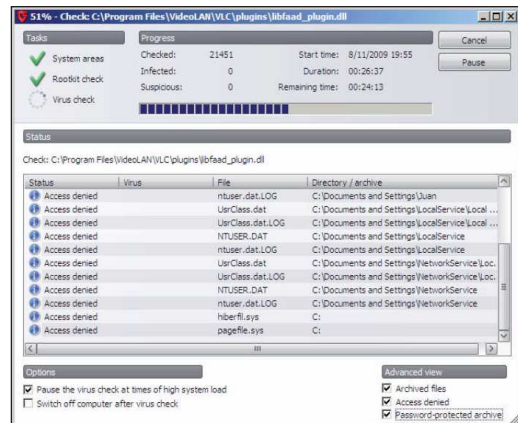 51% - Check: C:\Program Files\VideoLAN\VLC\plugins\libfaad_plugin.dll
Tasks
System areas
Rootkit check
Virus check
Progress
Checked: 21451 Start time: 8/11/2009 19:55
Infected: 0 Duration: 00:26:37
Suspicious: 0 Remaining time: 00:24:13
Cancel
Pause
Status
Check: C:\Program Files\VideoLAN\VLC\plugins\libfaad_plugin.dll
Status Virus File Directory / archive
Access denied ntuser.dat.LOG C:\Documents and Settings\Juan
Access denied UsrClass.dat C:\Documents and Settings\LocalService\Local ...
Access denied UsrClass.dat.LOG C:\Documents and Settings\LocalService\Local ...
Access denied NTUSER.DAT C:\Documents and Settings\LocalService
Access denied ntuser.dat.LOG C:\Documents and Settings\LocalService
Access denied UsrClass.dat C:\Documents and Settings\NetworkService\Loc...
Access denied UsrClass.dat.LOG C:\Documents and Settings\NetworkService\Loc...
Access denied NTUSER.DAT C:\Documents and Settings\NetworkService
Access denied ntuser.dat.LOG C:\Documents and Settings\NetworkService
Access denied hiberfil.sys C:
Access denied pagefile.sys C:
Options
Pause the virus check at times of high system load
Switch off computer after virus check
Advanced view
Archived files
Access denied
Password-protected archive